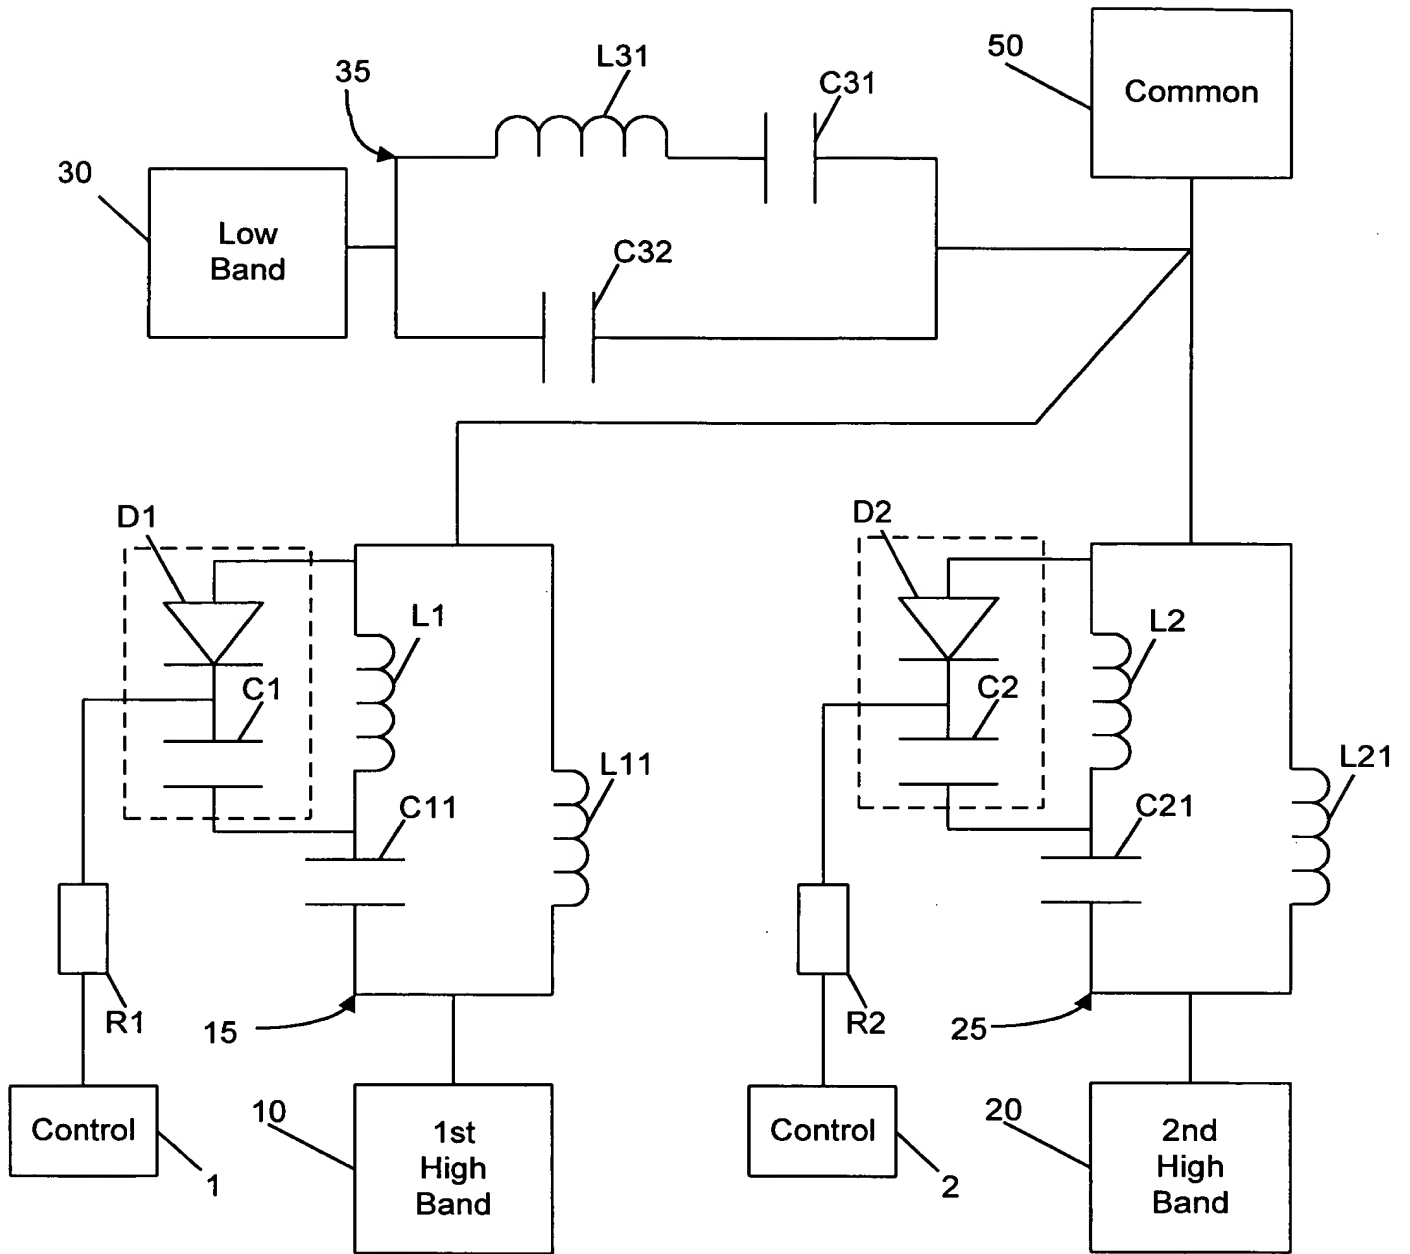 50
Common
L31
35
C31
30
Low
Band
C32
D1
D2
L1
L2
C1
C2
L11
L21
C11
C21
R1
R2
15
25
Control
1
10
1st
High
Band
Control
2
20
2nd
High
Band